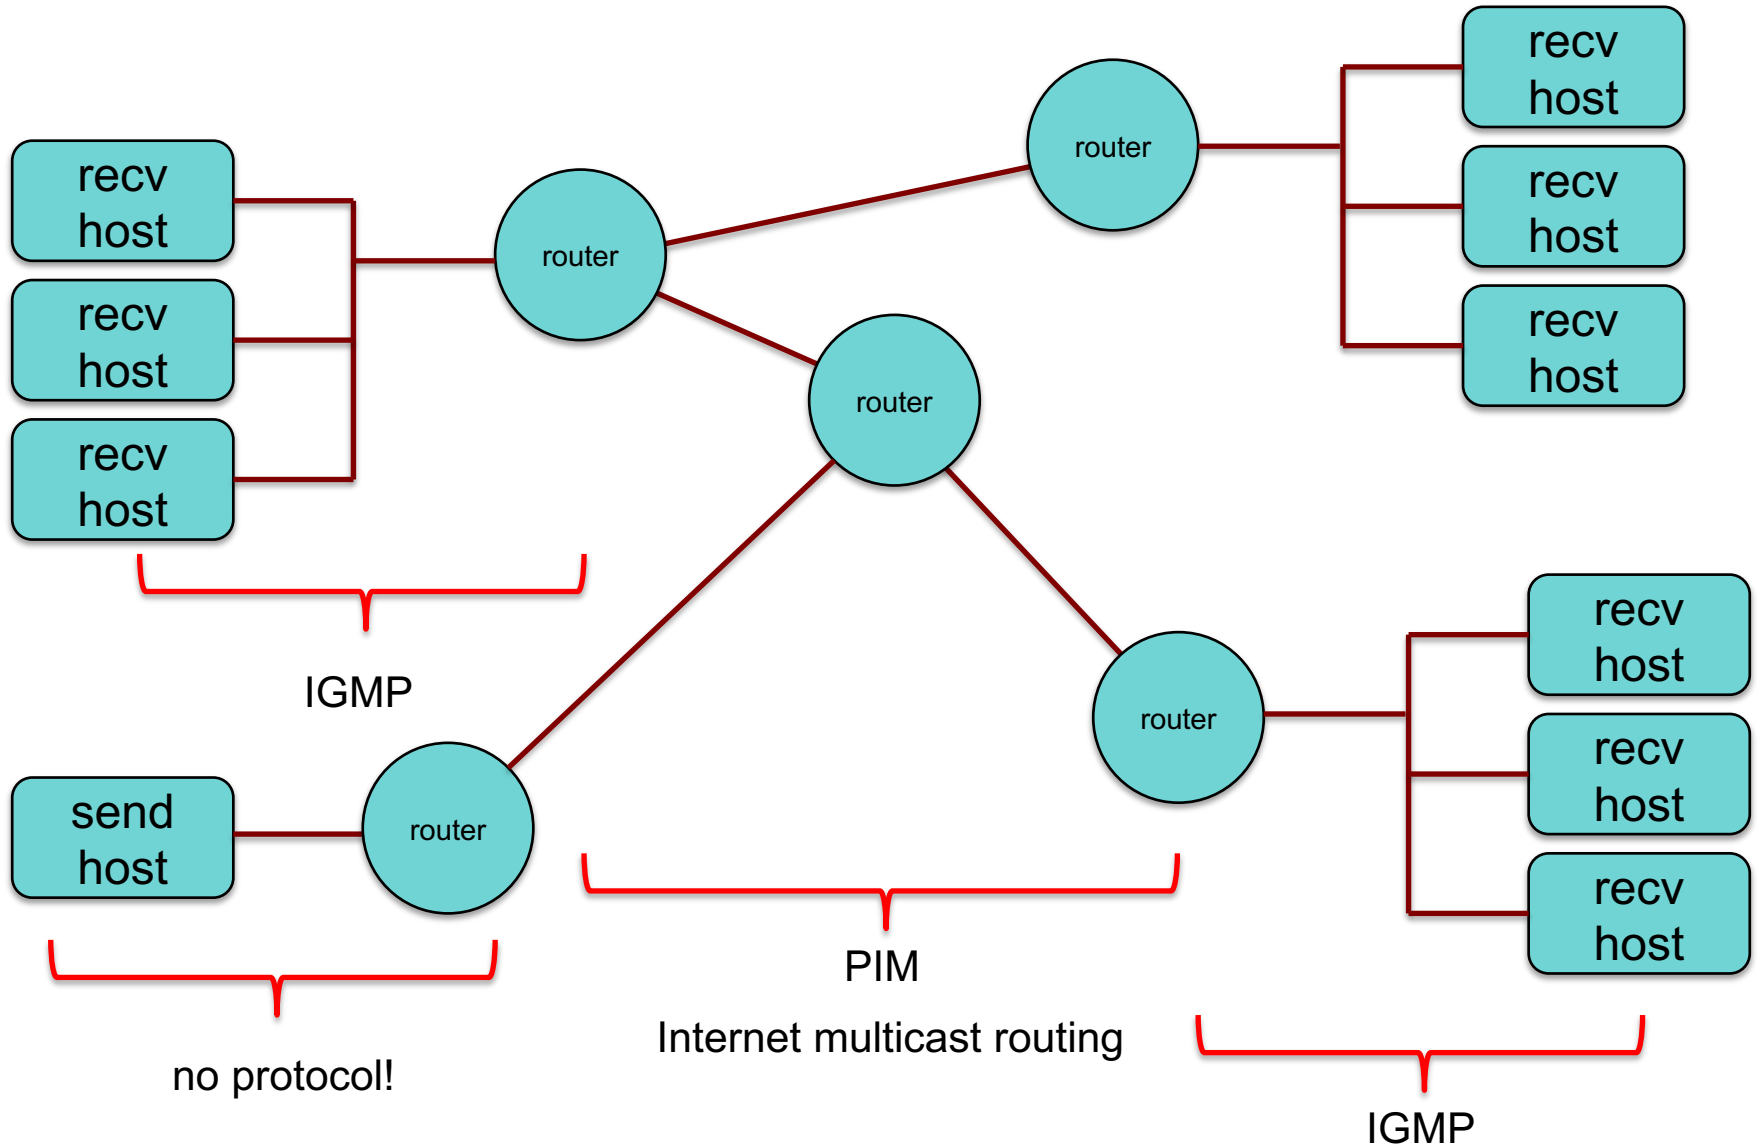 recv
host
recv
host
recv
host
router
router
router
recv
host
recv
host
recv
host
IGMP
send
host
router
no protocol!
router
PIM
Internet multicast routing
recv
host
recv
host
recv
host
IGMP